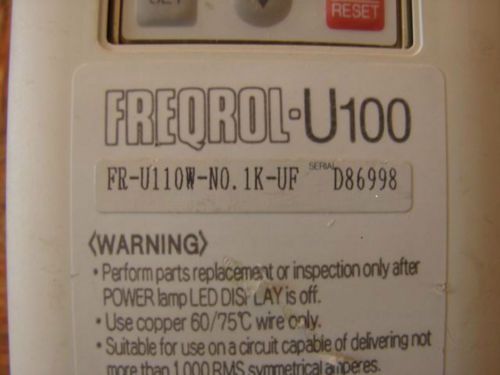 SET
RESET
FREQROL-U100
FR-U110W-N0.1K-UF SERIAL D86998
〈WARNING〉
• Perform parts replacement or inspection only after
POWER lamp LED DISPLAY is off.
• Use copper 60/75℃ wire only.
• Suitable for use on a circuit capable of delivering not
more than 1,000 RMS symmetrical amperes.